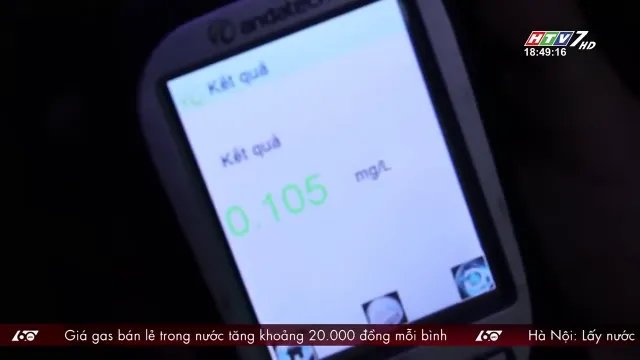 andatech
HTV7 HD
18:49:16
Kết quả
Kết quả
0.105 mg/L
Giá gas bán lẻ trong nước tăng khoảng 20.000 đồng mỗi bình
Hà Nội: Lấy nước